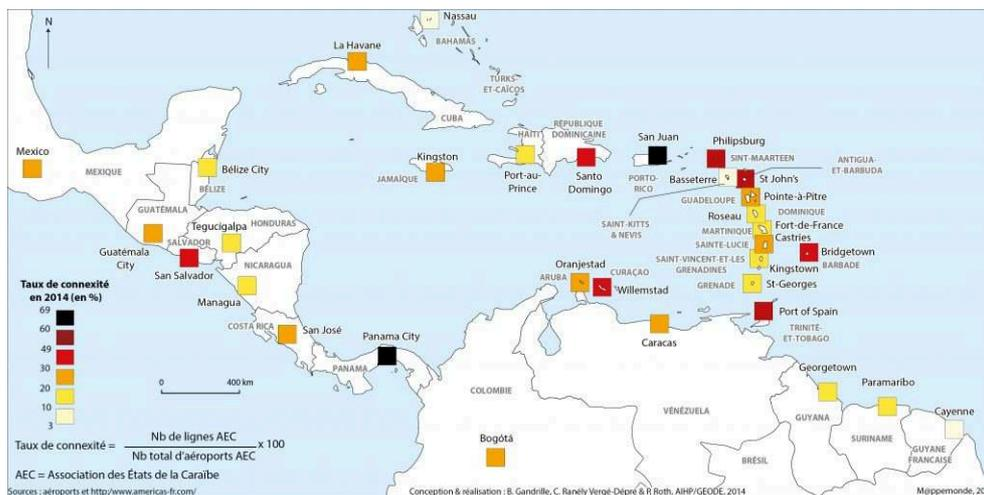 N
Nassau
BAHAMAS
La Havane
TURKS-
ET-CAÏCOS
CUBA
RÉPUBLIQUE
DOMINICAINE
HAÏTI
San Juan
Philipsburg
Mexico
MEXIQUE
Bélize City
Kingston
JAMAÏQUE
Port-au-
Prince
Santo
Domingo
PORTO-
RICO
SINT-MAARTEEN
ANTIGUA-
ET-BARBUDA
Basseterre
St John's
BÉLIZE
GUADELOUPE
Pointe-à-Pitre
GUATÉMALA
HONDURAS
Tegucigalpa
SAINT-KITTS
& NEVIS
Roseau
DOMINIQUE
MARTINIQUE
Fort-de-France
SAINTE-LUCIE
Castries
Guatémala
City
SALVADOR
San Salvador
NICARAGUA
Oranjestad
ARUBA
CURAÇAO
Willemstad
SAINT-VINCENT-ET-LES
GRENADINES
Kingstown
Bridgetown
BARBADE
GRENADE
St-Georges
Managua
Taux de connexité
en 2014 (en %)
69
60
49
30
20
10
3
COSTA RICA
San José
Panama City
PANAMA
Caracas
Port of Spain
TRINITÉ-
ET-TOBAGO
0
400 km
COLOMBIE
VÉNÉZUELA
Georgetown
Paramaribo
Cayenne
GUYANA
SURINAME
GUYANE
FRANÇAISE
BRÉSIL
Bogótá
Taux de connexité = Nb de lignes AEC
Nb total d'aéroports AEC
x 100
AEC = Association des États de la Caraïbe
Sources : aéroports et http:/www.americas-fr.com/
Conception & réalisation : B. Gandrille, C. Ranély Vergé-Dépré & P. Roth, AIHP/GEODE, 2014